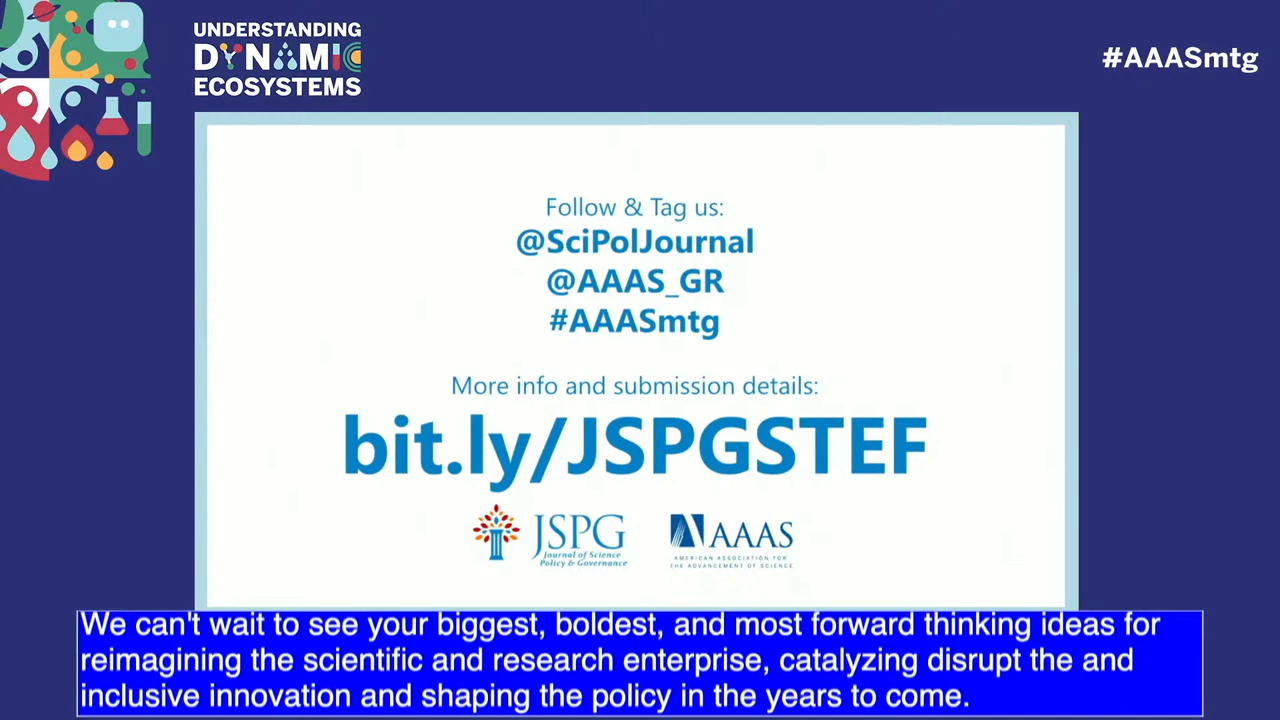 UNDERSTANDING
DYNAMIC
ECOSYSTEMS
#AAASmtg
Follow & Tag us:
@SciPolJournal
@AAAS_GR
#AAASmtg
More info and submission details:
bit.ly/JSPGSTEF
JSPG
Journal of Science
Policy & Governance
AAAS
AMERICAN ASSOCIATION FOR
THE ADVANCEMENT OF SCIENCE
We can't wait to see your biggest, boldest, and most forward thinking ideas for
reimagining the scientific and research enterprise, catalyzing disrupt the and
inclusive innovation and shaping the policy in the years to come.